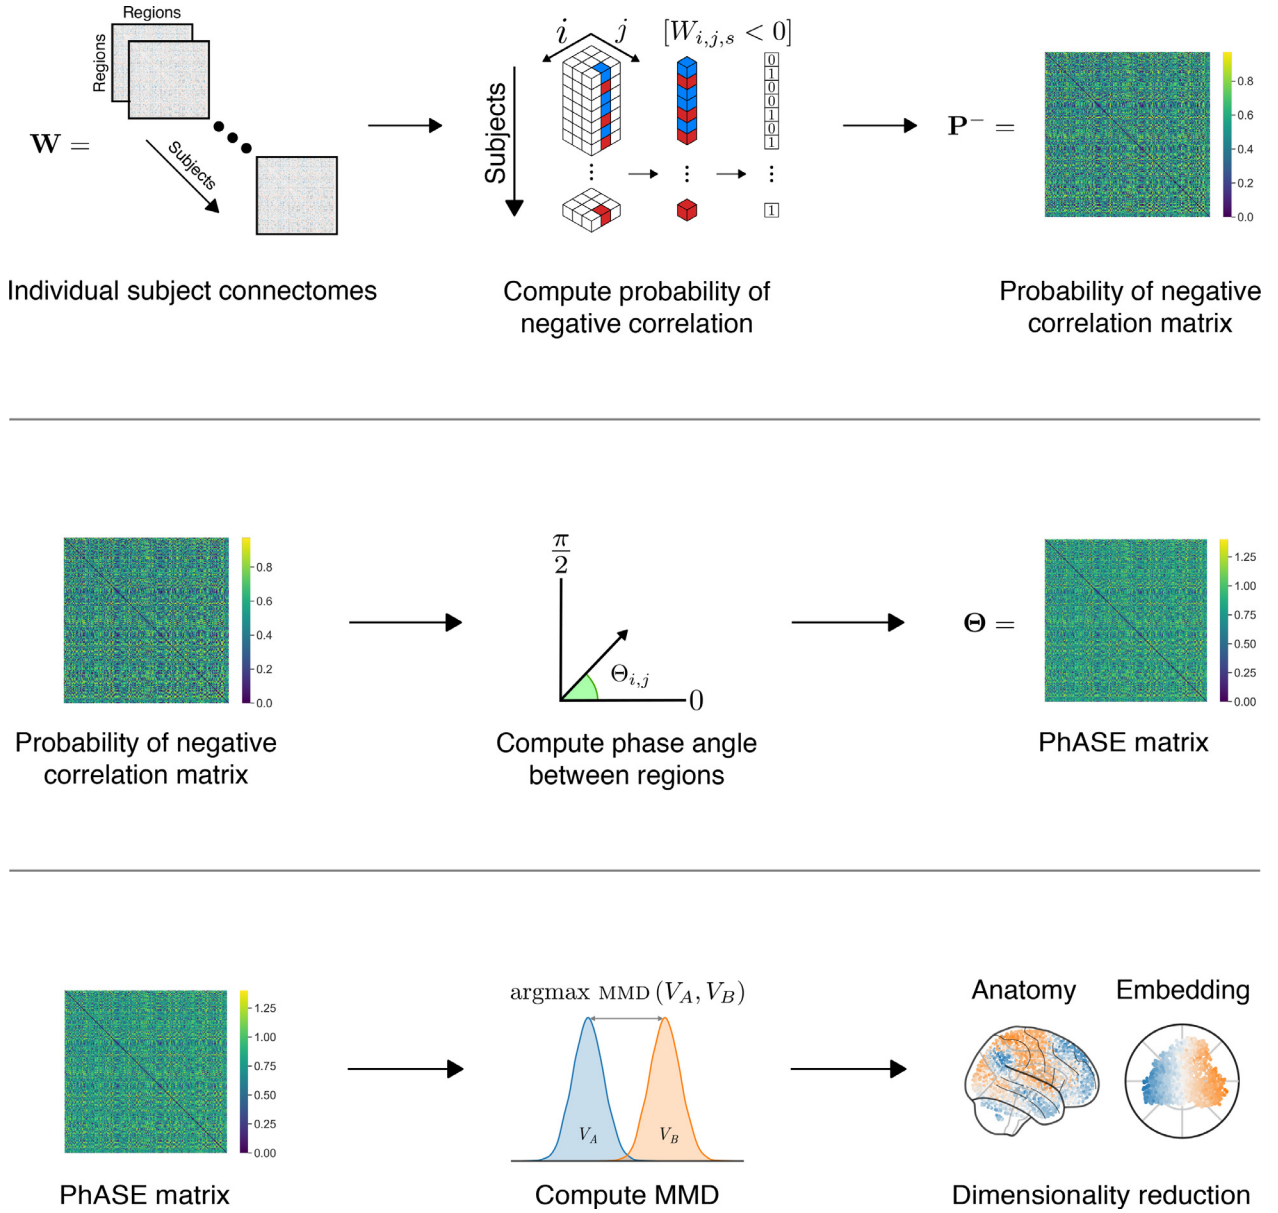 Regions
Regions
W =
Subjects
Individual subject connectomes
i
j
[W_{i,j,s} < 0]
Subjects
0
1
0
0
1
0
1
⋮
⋮
⋮
1
Compute probability of
negative correlation
P⁻ =
0.8
0.6
0.4
0.2
0.0
Probability of negative
correlation matrix
0.8
0.6
0.4
0.2
0.0
Probability of negative
correlation matrix
π/2
Θ_{i,j}
0
Compute phase angle
between regions
Θ =
1.25
1.00
0.75
0.50
0.25
0.00
PhASE matrix
1.25
1.00
0.75
0.50
0.25
0.00
PhASE matrix
argmax MMD (V_A, V_B)
V_A
V_B
Compute MMD
Anatomy
Embedding
Dimensionality reduction